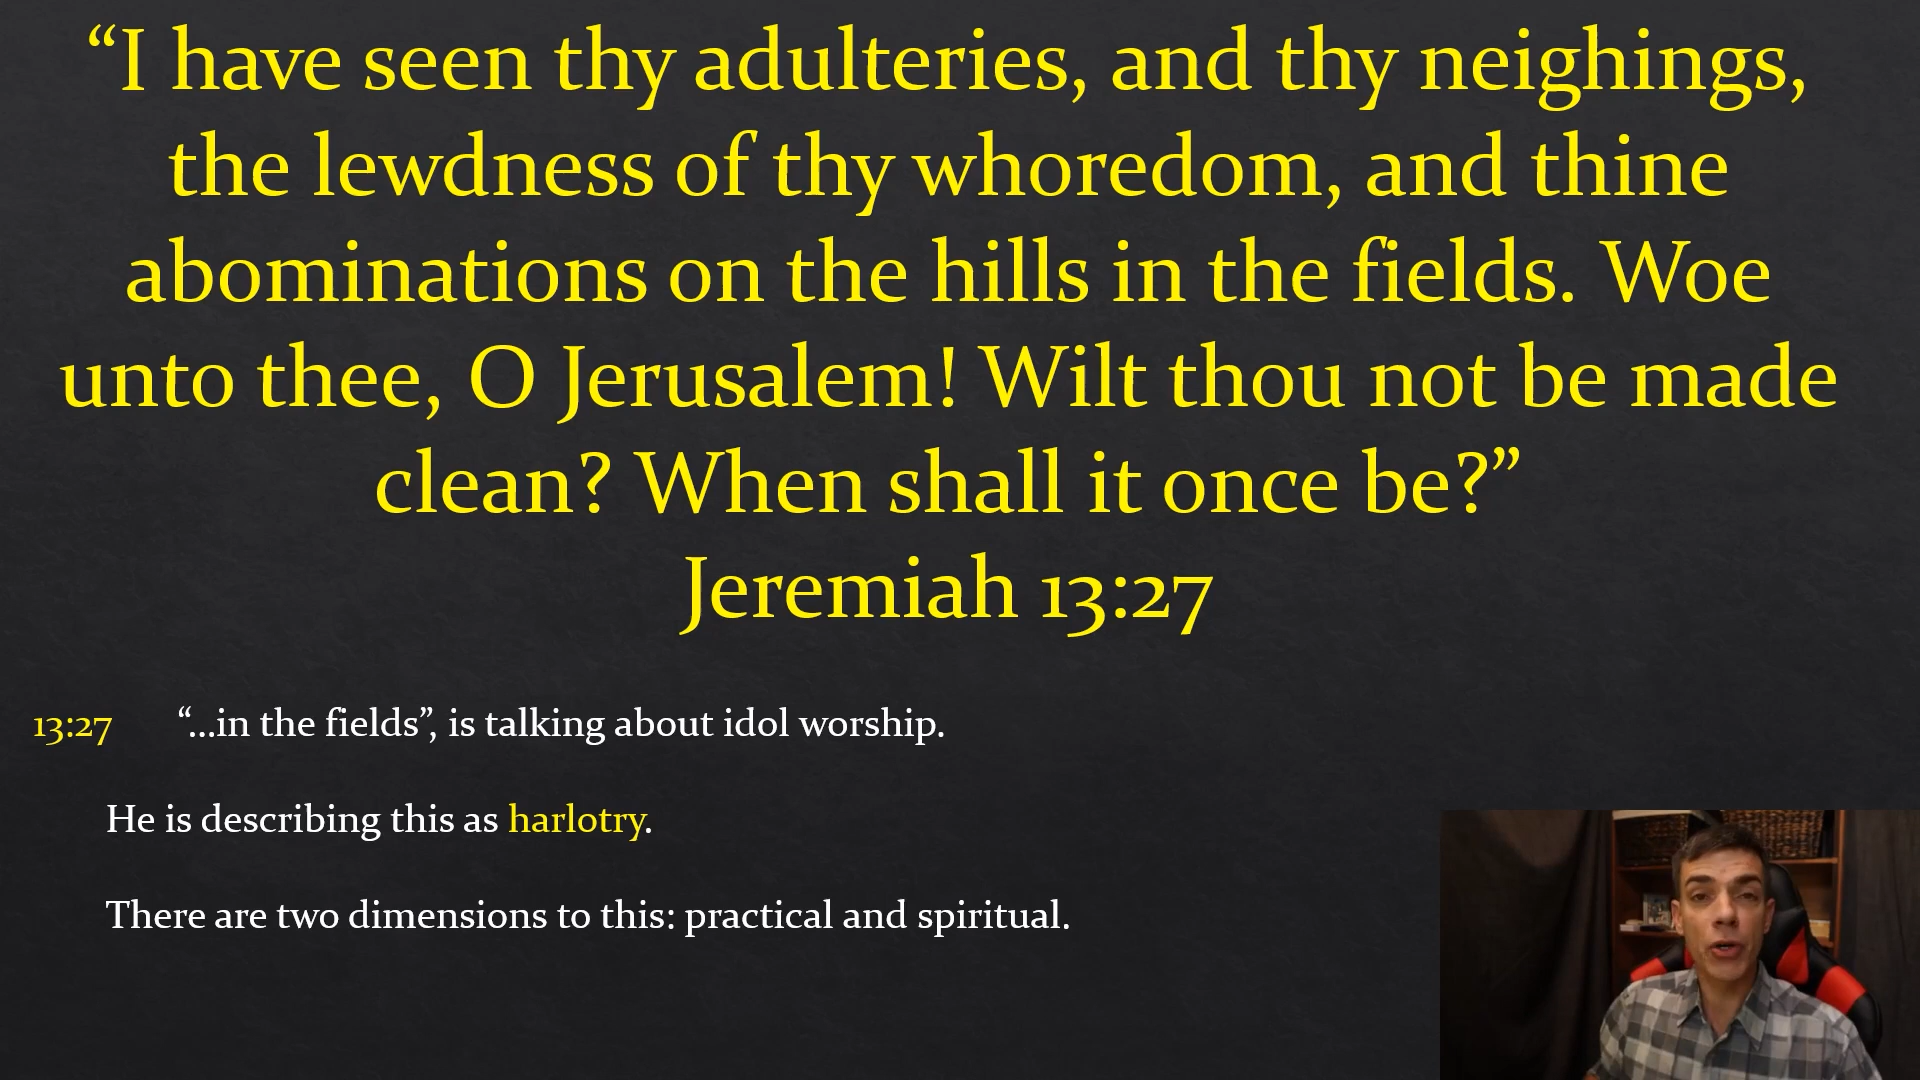 “I have seen thy adulteries, and thy neighings,
the lewdness of thy whoredom, and thine
abominations on the hills in the fields. Woe
unto thee, O Jerusalem! Wilt thou not be made
clean? When shall it once be?”
Jeremiah 13:27
13:27 “…in the fields”, is talking about idol worship.
He is describing this as harlotry.
There are two dimensions to this: practical and spiritual.